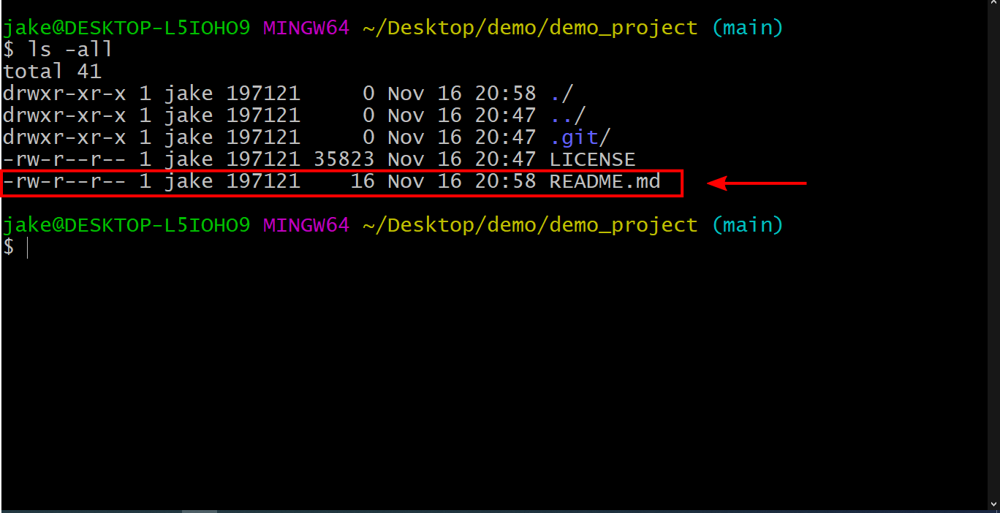 jake@DESKTOP-L5IOHO9 MINGW64 ~/Desktop/demo/demo_project (main)
$ ls -all
total 41
drwxr-xr-x 1 jake 197121     0 Nov 16 20:58 ./
drwxr-xr-x 1 jake 197121     0 Nov 16 20:47 ../
drwxr-xr-x 1 jake 197121     0 Nov 16 20:47 .git/
-rw-r--r-- 1 jake 197121 35823 Nov 16 20:47 LICENSE
-rw-r--r-- 1 jake 197121    16 Nov 16 20:58 README.md
jake@DESKTOP-L5IOHO9 MINGW64 ~/Desktop/demo/demo_project (main)
$